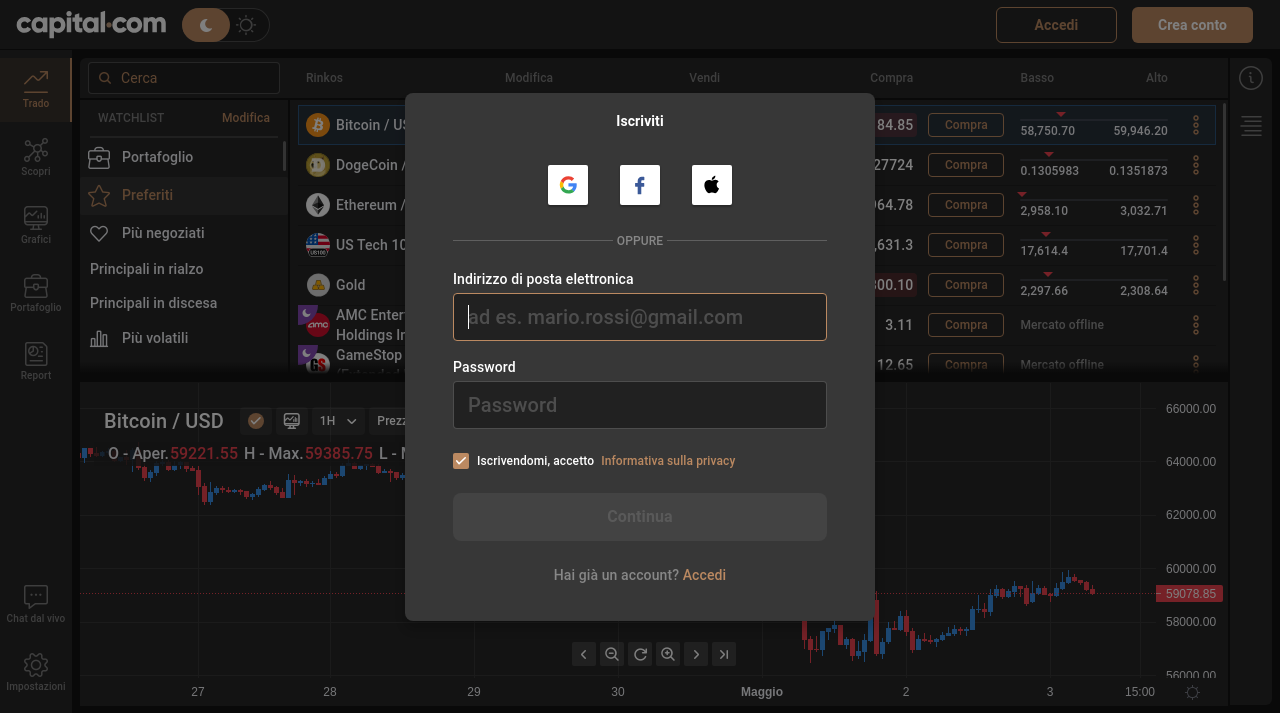 capital.com
Accedi
Crea conto
Trado
Scopri
Grafici
Portafoglio
Report
Chat dal vivo
Impostazioni
Cerca
WATCHLIST
Modifica
Portafoglio
Preferiti
Più negoziati
Principali in rialzo
Principali in discesa
Più volatili
Rinkos
Modifica
Vendi
Compra
Basso
Alto
Bitcoin / US
84.85
Compra
58,750.70
59,946.20
DogeCoin /
27724
Compra
0.1305983
0.1351873
Ethereum /
964.78
Compra
2,958.10
3,032.71
US Tech 10
,631.3
Compra
17,614.4
17,701.4
Gold
300.10
Compra
2,297.66
2,308.64
AMC Enter
Holdings In
3.11
Mercato offline
GameStop
12.65
Mercato offline
Iscriviti
OPPURE
Indirizzo di posta elettronica
ad es. mario.rossi@gmail.com
Password
Password
Iscrivendomi, accetto Informativa sulla privacy
Continua
Hai già un account? Accedi
Bitcoin / USD
1H
Prezz
O - Aper.59221.55 H - Max.59385.75 L - M
66000.00
64000.00
62000.00
60000.00
59078.85
58000.00
56000.00
27
28
29
30
Maggio
2
3
15:00